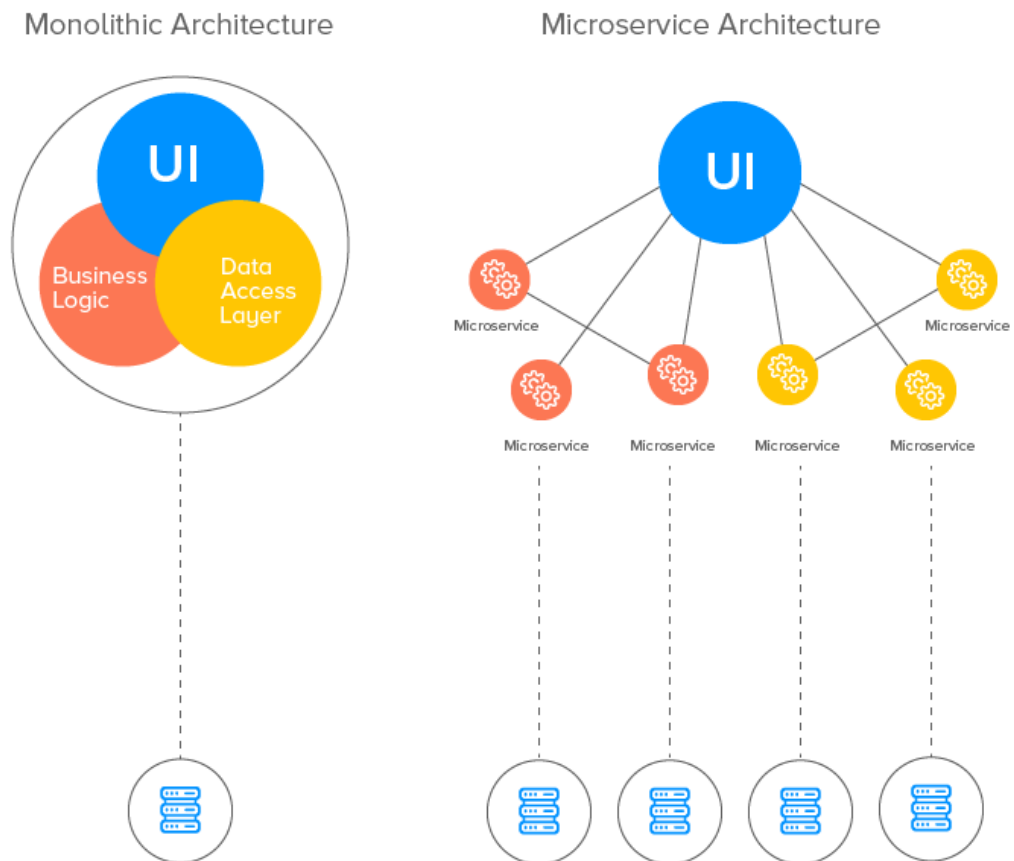 Monolithic Architecture
Microservice Architecture
UI
Business
Logic
Data
Access
Layer
UI
Microservice
Microservice
Microservice
Microservice
Microservice
Microservice